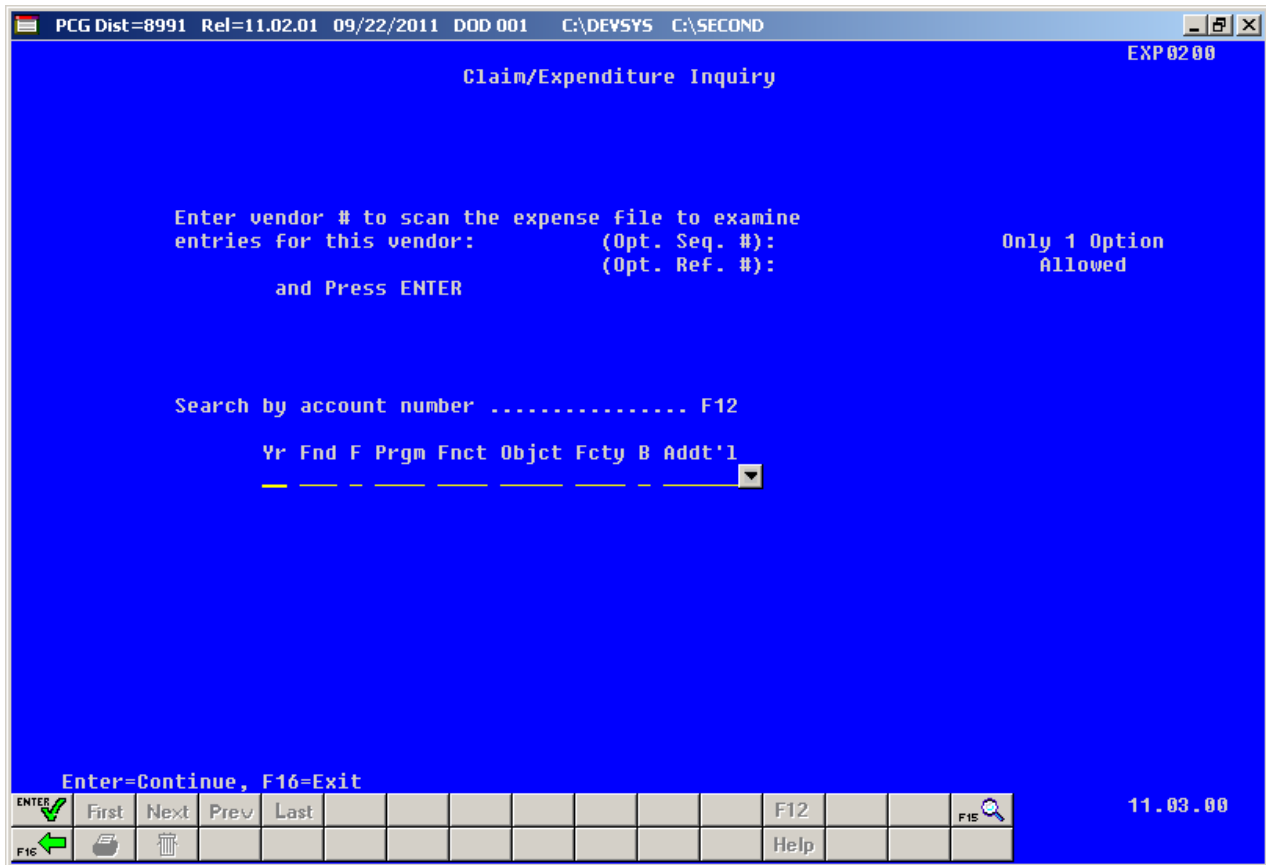 PCG Dist=8991 Rel=11.02.01 09/22/2011 DOD 001 C:\DEVSYS C:\SECOND
EXP0200
Claim/Expenditure Inquiry
Enter vendor # to scan the expense file to examine
entries for this vendor: (Opt. Seq. #): Only 1 Option
(Opt. Ref. #): Allowed
and Press ENTER
Search by account number ................ F12
Yr Fnd F Prgm Fnct Objct Fcty B Addt'l
Enter=Continue, F16=Exit
ENTER First Next Prev Last F12 F15 11.03.00
F16 Help